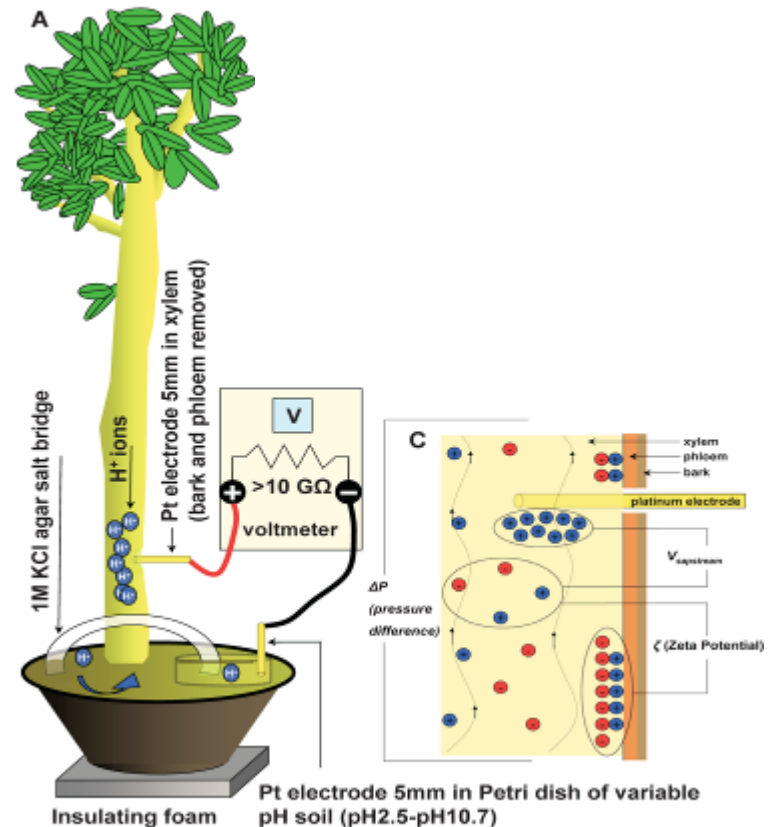 A
1M KCl agar salt bridge
H⁺ ions
Pt electrode 5mm in xylem
(bark and phloem removed)
V
+ >10 GΩ −
voltmeter
H⁺
H⁺
H⁺
H⁺
H⁺
H⁺
H⁺
H⁺
Insulating foam
Pt electrode 5mm in Petri dish of variable
pH soil (pH2.5-pH10.7)
C
xylem
phloem
bark
platinum electrode
Vsapstream
ΔP
(pressure
difference)
ζ (Zeta Potential)